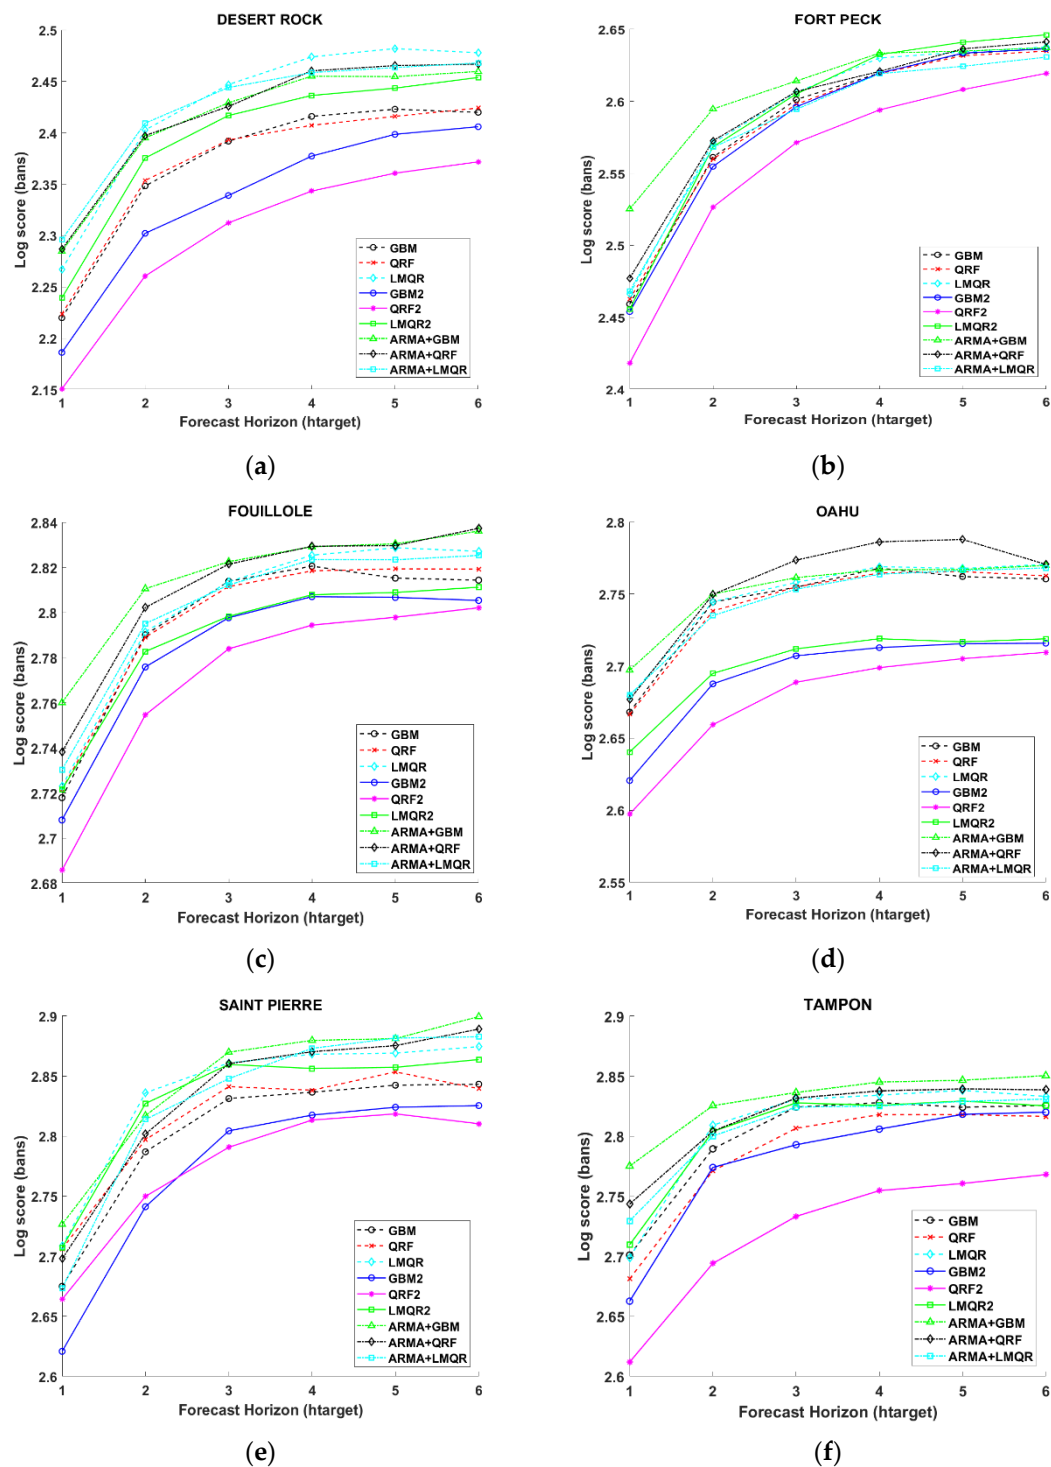 DESERT ROCK
Log score (bans)
2.5
2.45
2.4
2.35
2.3
2.25
2.2
2.15
1 2 3 4 5 6
Forecast Horizon (htarget)
GBM
QRF
LMQR
GBM2
QRF2
LMQR2
ARMA+GBM
ARMA+QRF
ARMA+LMQR
(a)
FORT PECK
Log score (bans)
2.65
2.6
2.55
2.5
2.45
2.4
1 2 3 4 5 6
Forecast Horizon (htarget)
GBM
QRF
LMQR
GBM2
QRF2
LMQR2
ARMA+GBM
ARMA+QRF
ARMA+LMQR
(b)
FOUILLOLE
Log score (bans)
2.84
2.82
2.8
2.78
2.76
2.74
2.72
2.7
2.68
1 2 3 4 5 6
Forecast Horizon (htarget)
GBM
QRF
LMQR
GBM2
QRF2
LMQR2
ARMA+GBM
ARMA+QRF
ARMA+LMQR
(c)
OAHU
Log score (bans)
2.8
2.75
2.7
2.65
2.6
2.55
1 2 3 4 5 6
Forecast Horizon (htarget)
GBM
QRF
LMQR
GBM2
QRF2
LMQR2
ARMA+GBM
ARMA+QRF
ARMA+LMQR
(d)
SAINT PIERRE
Log score (bans)
2.9
2.85
2.8
2.75
2.7
2.65
2.6
1 2 3 4 5 6
Forecast Horizon (htarget)
GBM
QRF
LMQR
GBM2
QRF2
LMQR2
ARMA+GBM
ARMA+QRF
ARMA+LMQR
(e)
TAMPON
Log score (bans)
2.9
2.85
2.8
2.75
2.7
2.65
2.6
1 2 3 4 5 6
Forecast Horizon (htarget)
GBM
QRF
LMQR
GBM2
QRF2
LMQR2
ARMA+GBM
ARMA+QRF
ARMA+LMQR
(f)